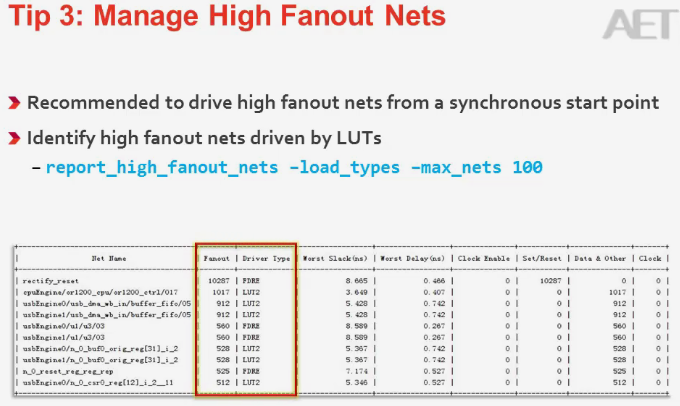 Tip 3: Manage High Fanout Nets
AET
Recommended to drive high fanout nets from a synchronous start point
Identify high fanout nets driven by LUTs
– report_high_fanout_nets –load_types –max_nets 100
| Net Name | Fanout | Driver Type | Worst Slack(ns) | Worst Delay(ns) | Clock Enable | Set/Reset | Data & Other | Clock |
| rectify_reset | 10287 | FDRE | 8.665 | 0.466 | 0 | 10287 | 0 | 0 |
| cpuEngine/or1200_cpu/or1200_ctrl/O17 | 1017 | LUT2 | 3.649 | 0.407 | 0 | 0 | 1017 | 0 |
| usbEngine0/usb_dma_wb_in/buffer_fifo/O5 | 912 | LUT2 | 5.428 | 0.742 | 0 | 0 | 912 | 0 |
| usbEngine1/usb_dma_wb_in/buffer_fifo/O5 | 912 | LUT2 | 5.428 | 0.742 | 0 | 0 | 912 | 0 |
| usbEngine0/u1/u3/O3 | 560 | FDRE | 8.589 | 0.267 | 0 | 0 | 560 | 0 |
| usbEngine1/u1/u3/O3 | 560 | FDRE | 8.589 | 0.267 | 0 | 0 | 560 | 0 |
| usbEngine0/n_0_buf0_orig_reg[31]_i_2 | 528 | LUT2 | 5.367 | 0.742 | 0 | 0 | 528 | 0 |
| usbEngine1/n_0_buf0_orig_reg[31]_i_2 | 528 | LUT2 | 5.367 | 0.742 | 0 | 0 | 528 | 0 |
| n_0_reset_reg_reg_rep | 525 | FDRE | 7.174 | 0.527 | 0 | 0 | 525 | 0 |
| usbEngine0/n_0_csr0_reg[12]_i_2__11 | 512 | LUT2 | 5.346 | 0.527 | 0 | 0 | 512 | 0 |